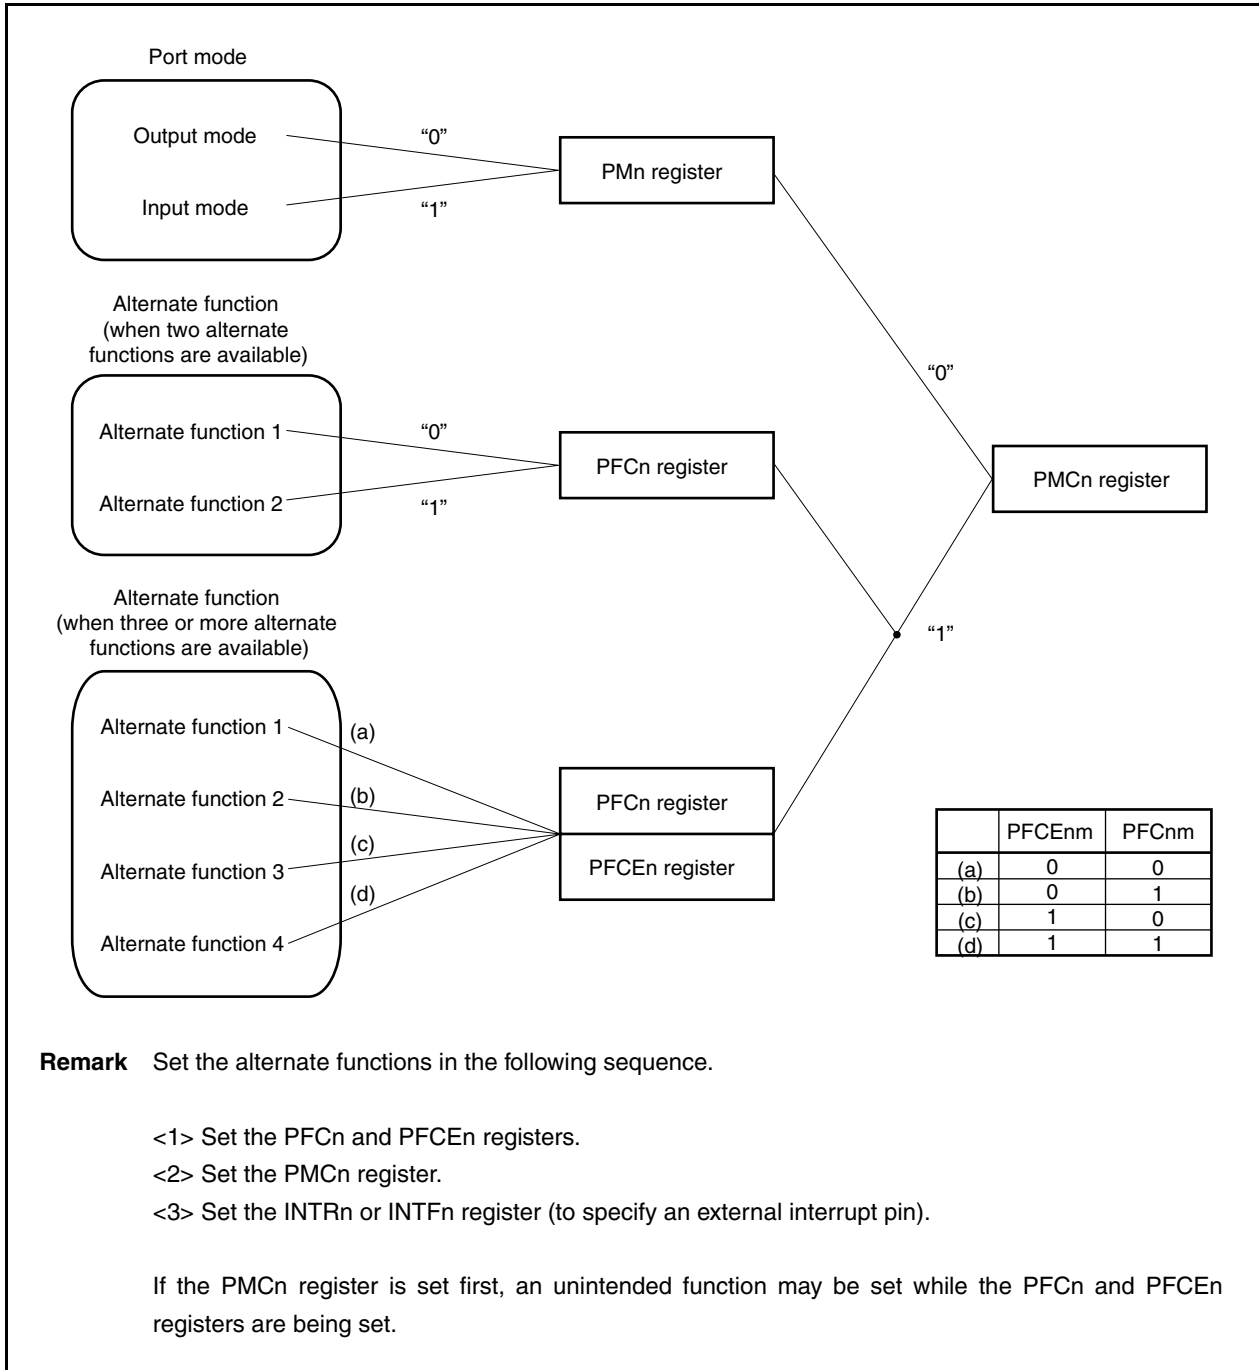 Port mode
Output mode
“0”
PMn register
Input mode
“1”
Alternate function
(when two alternate
functions are available)
“0”
Alternate function 1
“0”
PFCn register
PMCn register
Alternate function 2
“1”
Alternate function
(when three or more alternate
functions are available)
“1”
Alternate function 1
(a)
Alternate function 2
(b)
PFCn register
(c)
Alternate function 3
PFCEn register
(d)
Alternate function 4
PFCEnm PFCnm
(a) 0 0
(b) 0 1
(c) 1 0
(d) 1 1
Remark Set the alternate functions in the following sequence.
<1> Set the PFCn and PFCEn registers.
<2> Set the PMCn register.
<3> Set the INTRn or INTFn register (to specify an external interrupt pin).
If the PMCn register is set first, an unintended function may be set while the PFCn and PFCEn
registers are being set.